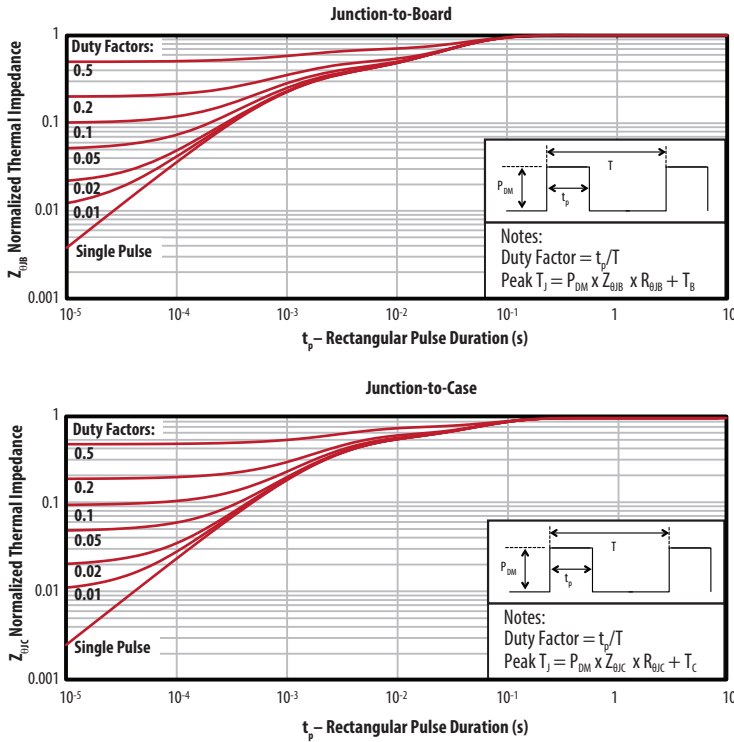 Junction-to-Board
Z_θJB Normalized Thermal Impedance
1
0.1
0.01
0.001
Duty Factors:
0.5
0.2
0.1
0.05
0.02
0.01
Single Pulse
T
P_DM
t_p
Notes:
Duty Factor = t_p/T
Peak T_J = P_DM x Z_θJB x R_θJB + T_B
10^-5
10^-4
10^-3
10^-2
10^-1
1
10
t_p – Rectangular Pulse Duration (s)
Junction-to-Case
Z_θJC Normalized Thermal Impedance
1
0.1
0.01
0.001
Duty Factors:
0.5
0.2
0.1
0.05
0.02
0.01
Single Pulse
T
P_DM
t_p
Notes:
Duty Factor = t_p/T
Peak T_J = P_DM x Z_θJC x R_θJC + T_C
10^-5
10^-4
10^-3
10^-2
10^-1
1
10
t_p – Rectangular Pulse Duration (s)